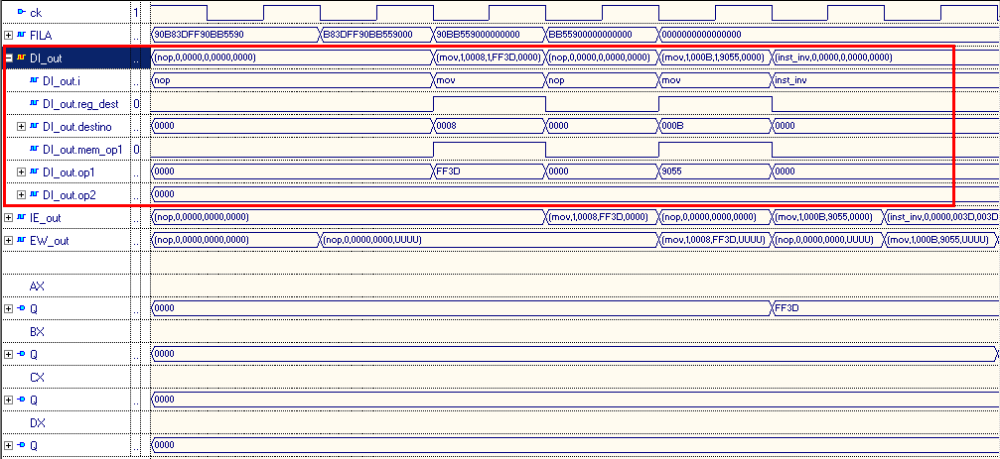 ck 1
FILA .. 90B83DFF90BB5590 B83DFF90BB559000 90BB559000000000 BB55900000000000 0000000000000000
DI_out .. (nop,0,0000,0,0000,0000) (mov,1,0008,1,FF3D,0000) (nop,0,0000,0,0000,0000) (mov,1,000B,1,9055,0000) (inst_inv,0,0000,0,0000,0000)
DI_out.i .. nop mov nop mov inst_inv
DI_out.reg_dest 0
DI_out.destino .. 0000 0008 0000 000B 0000
DI_out.mem_op1 0
DI_out.op1 .. 0000 FF3D 0000 9055 0000
DI_out.op2 .. 0000
IE_out .. (nop,0,0000,0000,0000) (mov,1,0008,FF3D,0000) (nop,0,0000,0000,0000) (mov,1,000B,9055,0000) (inst_inv,0,0000,003D,003D
EW_out .. (nop,0,0000,0000,0000) (nop,0,0000,0000,UUUU) (mov,1,0008,FF3D,UUUU) (nop,0,0000,0000,UUUU) (mov,1,000B,9055,UUUU)
AX
Q .. 0000 FF3D
BX
Q .. 0000
CX
Q .. 0000
DX
Q .. 0000